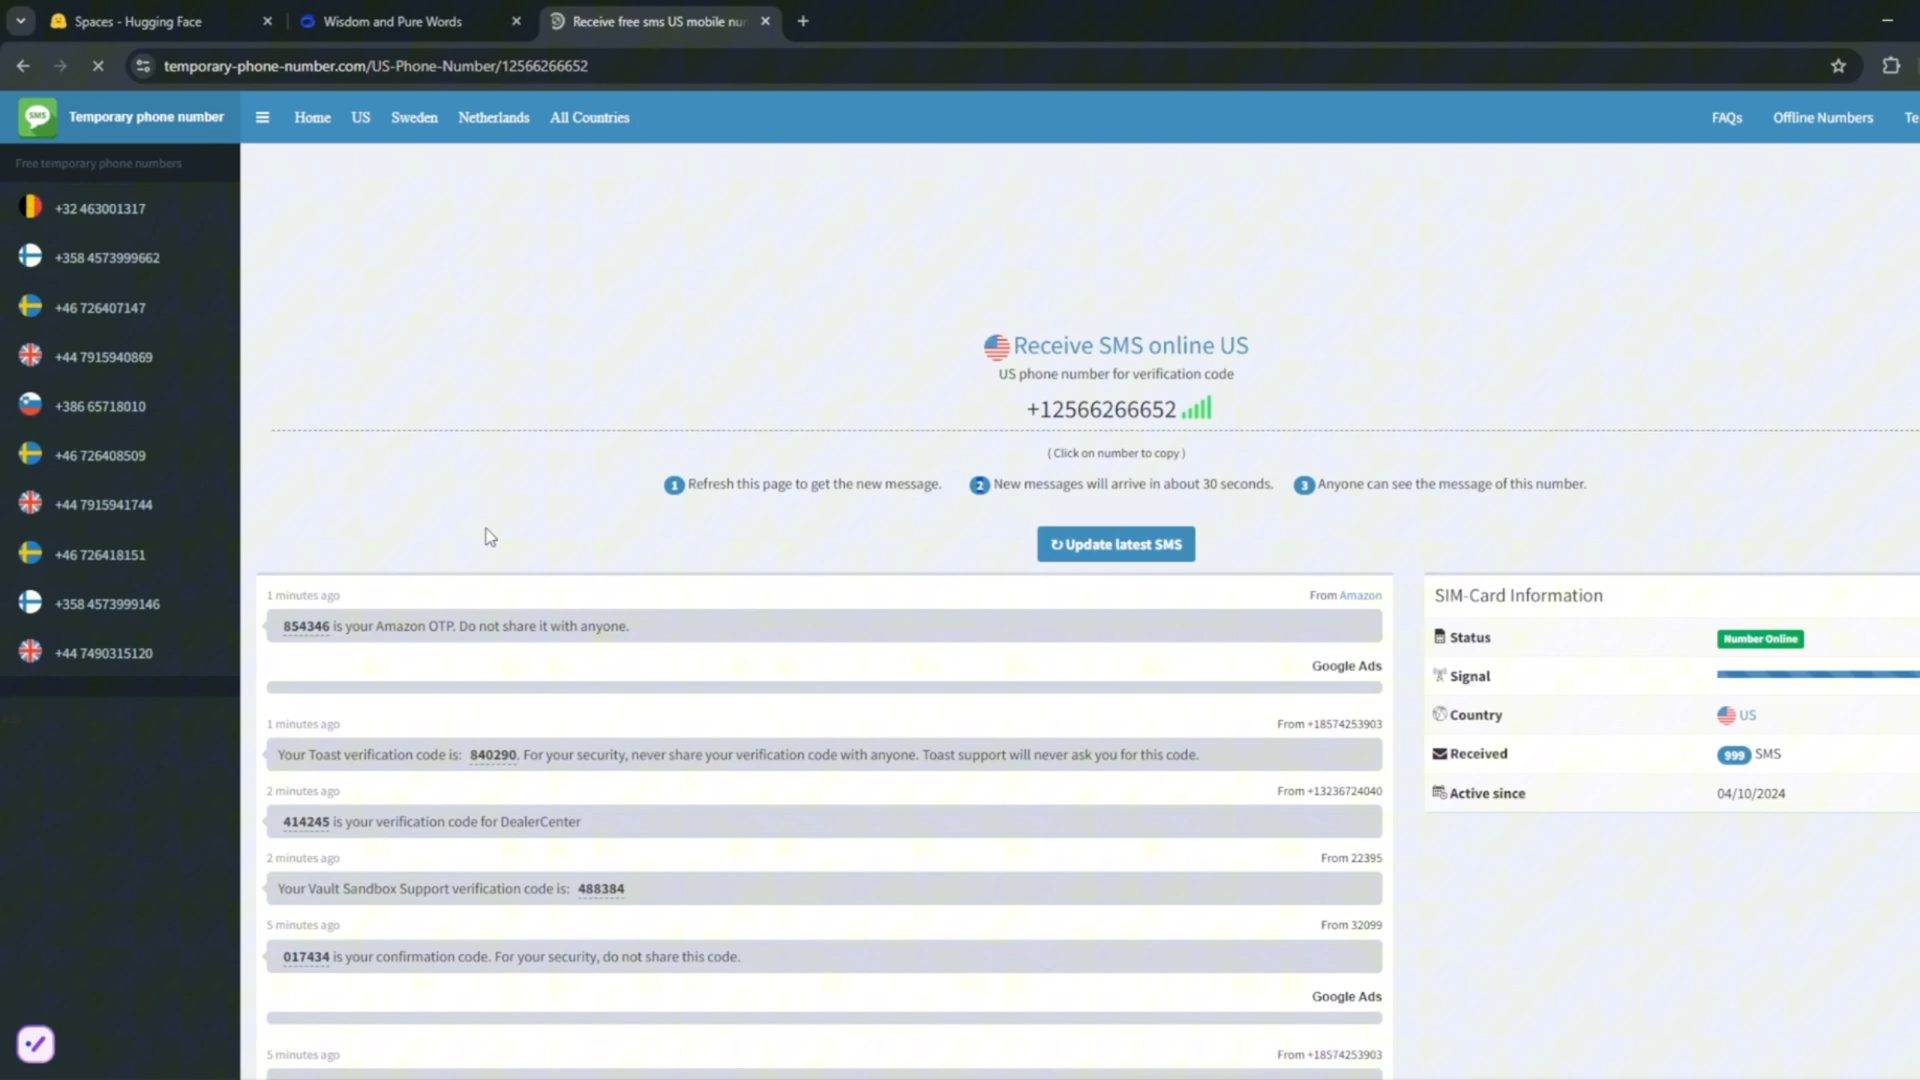 Spaces - Hugging Face
Wisdom and Pure Words
Receive free sms US mobile nu
temporary-phone-number.com/US-Phone-Number/12566266652
SMS
Temporary phone number
Home
US
Sweden
Netherlands
All Countries
FAQs
Offline Numbers
Te
Free temporary phone numbers
+32 463001317
+358 4573999662
+46 726407147
+44 7915940869
+386 65718010
+46 726408509
+44 7915941744
+46 726418151
+358 4573999146
+44 7490315120
Receive SMS online US
US phone number for verification code
+12566266652
( Click on number to copy )
1 Refresh this page to get the new message.
2 New messages will arrive in about 30 seconds.
3 Anyone can see the message of this number.
↻ Update latest SMS
1 minutes ago
From Amazon
854346 is your Amazon OTP. Do not share it with anyone.
Google Ads
1 minutes ago
From +18574253903
Your Toast verification code is: 840290. For your security, never share your verification code with anyone. Toast support will never ask you for this code.
2 minutes ago
From +13236724040
414245 is your verification code for DealerCenter
2 minutes ago
From 22395
Your Vault Sandbox Support verification code is: 488384
5 minutes ago
From 32099
017434 is your confirmation code. For your security, do not share this code.
Google Ads
5 minutes ago
From +18574253903
SIM-Card Information
Status
Number Online
Signal
Country
US
Received
999 SMS
Active since
04/10/2024